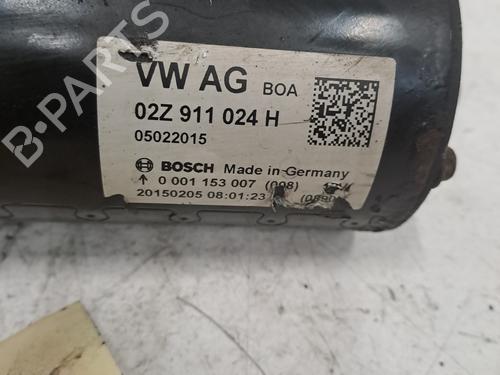 VW AG BOA
02Z 911 024 H
05022015
BOSCH Made in Germany
0 001 153 007 (008)
20150205 08:01:23
B-PARTS